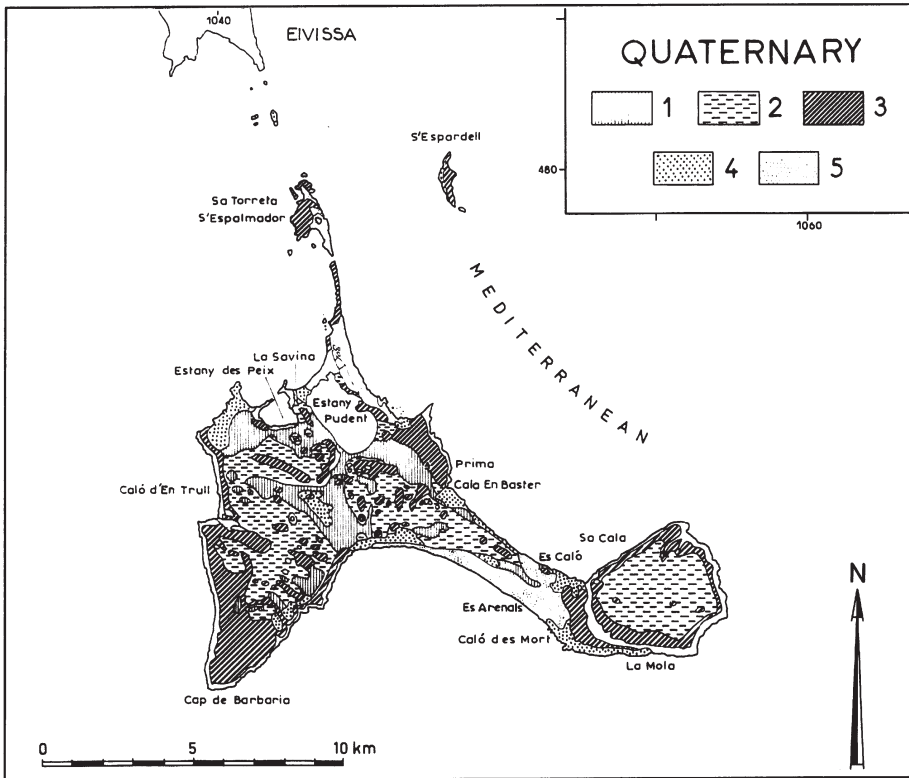 1040
EIVISSA
QUATERNARY
1
2
3
4
5
480
1060
S'Espardell
Sa Torreta
S'Espalmador
MEDITERRANEAN
La Savina
Estany des Peix
Estany
Pudent
Prima
Cala En Baster
Caló d'En Trull
Sa Cala
Es Caló
Es Arenals
Caló des Mort
La Mola
Cap de Barbaria
N
0
5
10 km